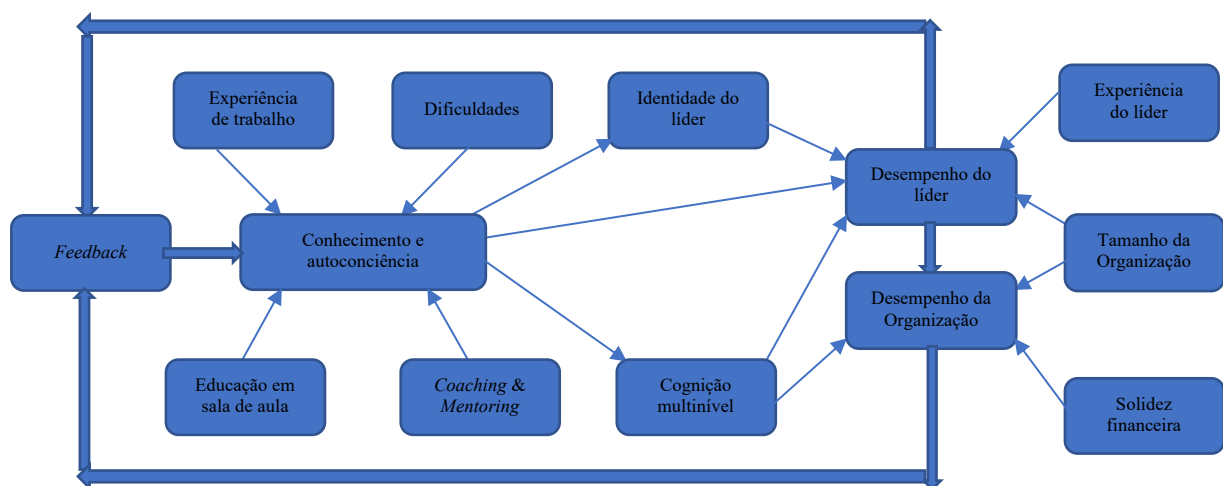 Experiência
de trabalho
Dificuldades
Identidade do
líder
Experiência
do líder
Desempenho do
líder
Feedback
Conhecimento e
autoconciência
Tamanho da
Organização
Desempenho da
Organização
Educação em
sala de aula
Coaching &
Mentoring
Cognição
multinível
Solidez
financeira